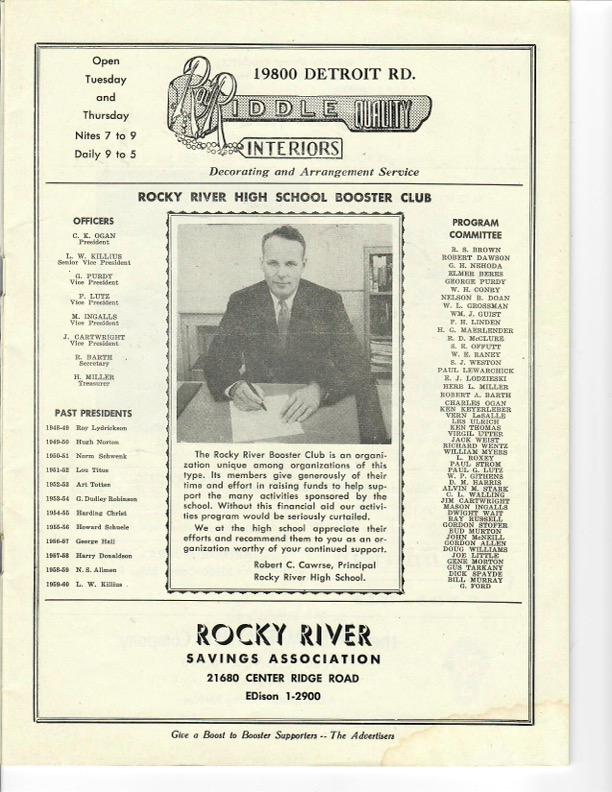 Open
Tuesday
and
Thursday
Nites 7 to 9
Daily 9 to 5
19800 DETROIT RD.
ROY RIDDLE QUALITY
INTERIORS
Decorating and Arrangement Service
ROCKY RIVER HIGH SCHOOL BOOSTER CLUB
OFFICERS
C. K. OGAN
President
L. W. KILLIUS
Senior Vice President
G. PURDY
Vice President
P. LUTZ
Vice President
M. INGALLS
Vice President
J. CARTWRIGHT
Vice President
R. BARTH
Secretary
H. MILLER
Treasurer
PAST PRESIDENTS
1948-49 Roy Lydrickson
1949-50 Hugh Norton
1950-51 Norm Schwenk
1951-52 Lou Titus
1952-53 Art Totten
1953-54 G. Dudley Robinson
1954-55 Harding Christ
1955-56 Howard Schuele
1956-57 George Hall
1957-58 Harry Donaldson
1958-59 N. S. Allmen
1959-60 L. W. Killius
The Rocky River Booster Club is an organi-
zation unique among organizations of this
type. Its members give generously of their
time and effort in raising funds to help sup-
port the many activities sponsored by the
school. Without this financial aid our activ-
ities program would be seriously curtailed.
We at the high school appreciate their
efforts and recommend them to you as an or-
ganization worthy of your continued support.
Robert C. Cawrse, Principal
Rocky River High School.
PROGRAM
COMMITTEE
R. S. BROWN
ROBERT DAWSON
G. H. NEHODA
ELMER BERES
GEORGE PURDY
W. H. CONRY
NELSON B. DOAN
W. L. GROSSMAN
WM. J. GUIST
F. H. LINDEN
H. G. MAERLENDER
R. D. McCLURE
S. R. OFFUTT
W. E. RANEY
S. J. WESTON
PAUL LEWARCHICK
E. J. LODZIESKI
HERB L. MILLER
ROBERT A. BARTH
CHARLES OGAN
KEN KEYERLEBER
VERN LaSALLE
LES ULRICH
KEN THOMAS
VIRGIL UTTER
JACK WEIST
RICHARD WENTZ
WILLIAM MYERS
L. ROXEY
PAUL STROM
PAUL G. LUTZ
W. P. GITHENS
D. M. HARRIS
ALVIN M. STARK
C. L. WALLING
JIM CARTWRIGHT
MASON INGALLS
DWIGHT WAIT
RAY RUSSELL
GORDON STOFER
BUD MURTON
JOHN McNEILL
GORDON ALLEN
DOUG WILLIAMS
JOE LITTLE
GENE MORTON
GUS TARKANY
DICK SPAYDE
BILL MURRAY
G. FORD
ROCKY RIVER
SAVINGS ASSOCIATION
21680 CENTER RIDGE ROAD
EDison 1-2900
Give a Boost to Booster Supporters -- The Advertisers